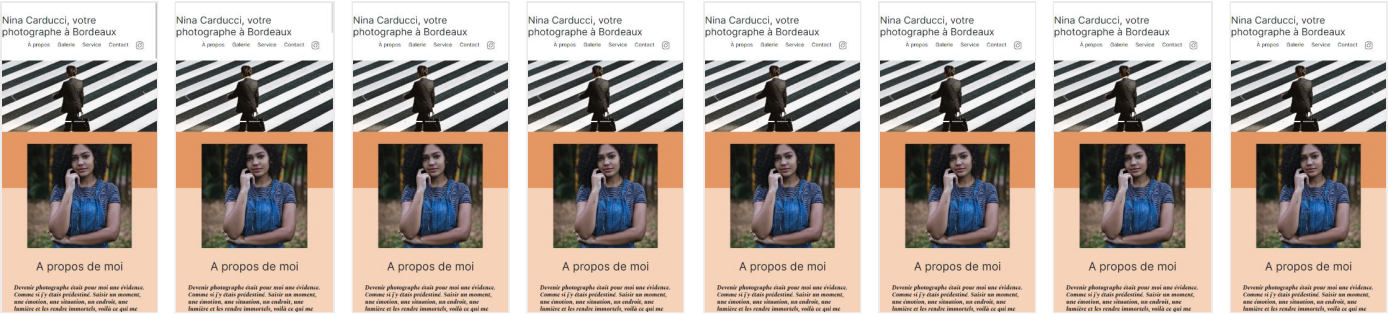 Nina Carducci, votre
photographe à Bordeaux
À propos Galerie Service Contact
A propos de moi
Devenir photographe était pour moi une évidence.
Comme si j'y étais prédestiné. Saisir un moment,
une émotion, une situation, un endroit, une
lumière et les rendre immortels, voilà ce qui me
Nina Carducci, votre
photographe à Bordeaux
À propos Galerie Service Contact
A propos de moi
Devenir photographe était pour moi une évidence.
Comme si j'y étais prédestiné. Saisir un moment,
une émotion, une situation, un endroit, une
lumière et les rendre immortels, voilà ce qui me
Nina Carducci, votre
photographe à Bordeaux
À propos Galerie Service Contact
A propos de moi
Devenir photographe était pour moi une évidence.
Comme si j'y étais prédestiné. Saisir un moment,
une émotion, une situation, un endroit, une
lumière et les rendre immortels, voilà ce qui me
Nina Carducci, votre
photographe à Bordeaux
À propos Galerie Service Contact
A propos de moi
Devenir photographe était pour moi une évidence.
Comme si j'y étais prédestiné. Saisir un moment,
une émotion, une situation, un endroit, une
lumière et les rendre immortels, voilà ce qui me
Nina Carducci, votre
photographe à Bordeaux
À propos Galerie Service Contact
A propos de moi
Devenir photographe était pour moi une évidence.
Comme si j'y étais prédestiné. Saisir un moment,
une émotion, une situation, un endroit, une
lumière et les rendre immortels, voilà ce qui me
Nina Carducci, votre
photographe à Bordeaux
À propos Galerie Service Contact
A propos de moi
Devenir photographe était pour moi une évidence.
Comme si j'y étais prédestiné. Saisir un moment,
une émotion, une situation, un endroit, une
lumière et les rendre immortels, voilà ce qui me
Nina Carducci, votre
photographe à Bordeaux
À propos Galerie Service Contact
A propos de moi
Devenir photographe était pour moi une évidence.
Comme si j'y étais prédestiné. Saisir un moment,
une émotion, une situation, un endroit, une
lumière et les rendre immortels, voilà ce qui me
Nina Carducci, votre
photographe à Bordeaux
À propos Galerie Service Contact
A propos de moi
Devenir photographe était pour moi une évidence.
Comme si j'y étais prédestiné. Saisir un moment,
une émotion, une situation, un endroit, une
lumière et les rendre immortels, voilà ce qui me